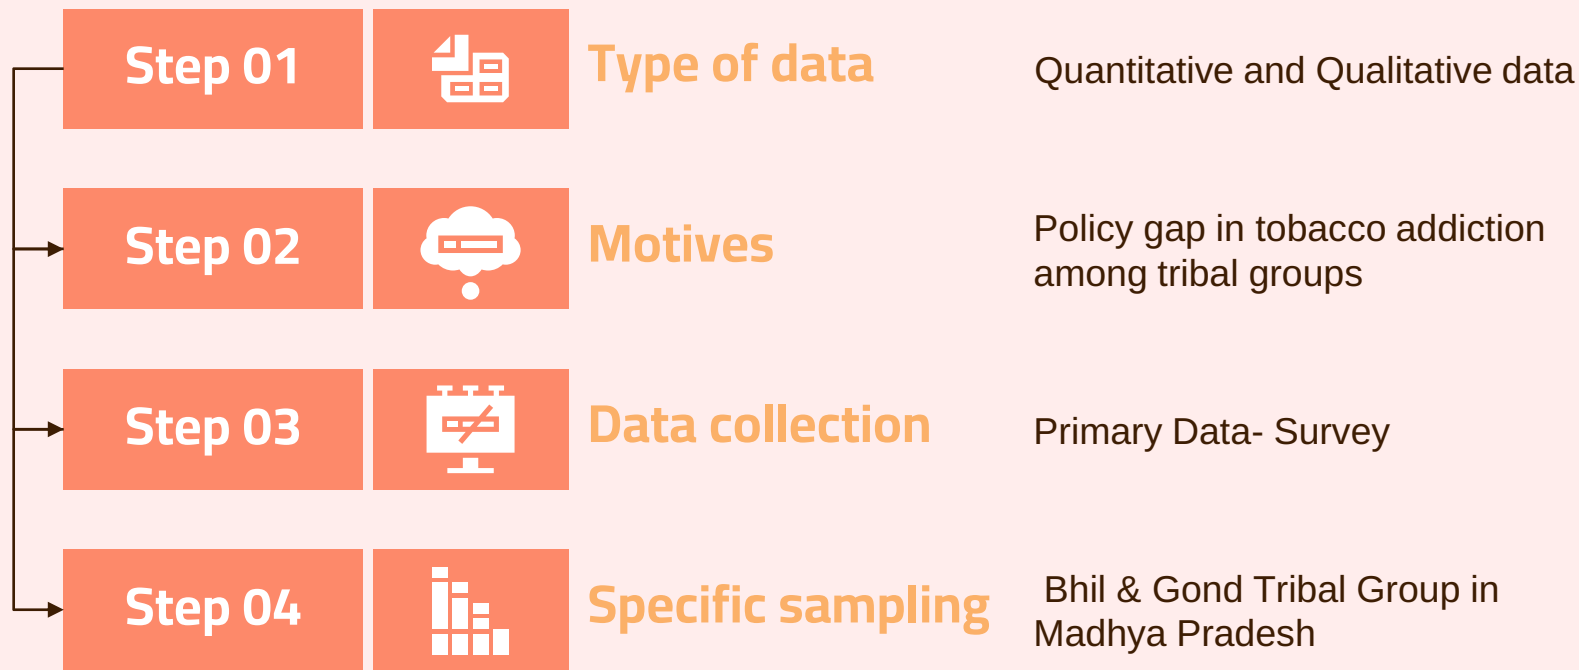 Step 01
Type of data
Quantitative and Qualitative data
Step 02
Motives
Policy gap in tobacco addiction
among tribal groups
Step 03
Data collection
Primary Data- Survey
Step 04
Specific sampling
Bhil & Gond Tribal Group in
Madhya Pradesh